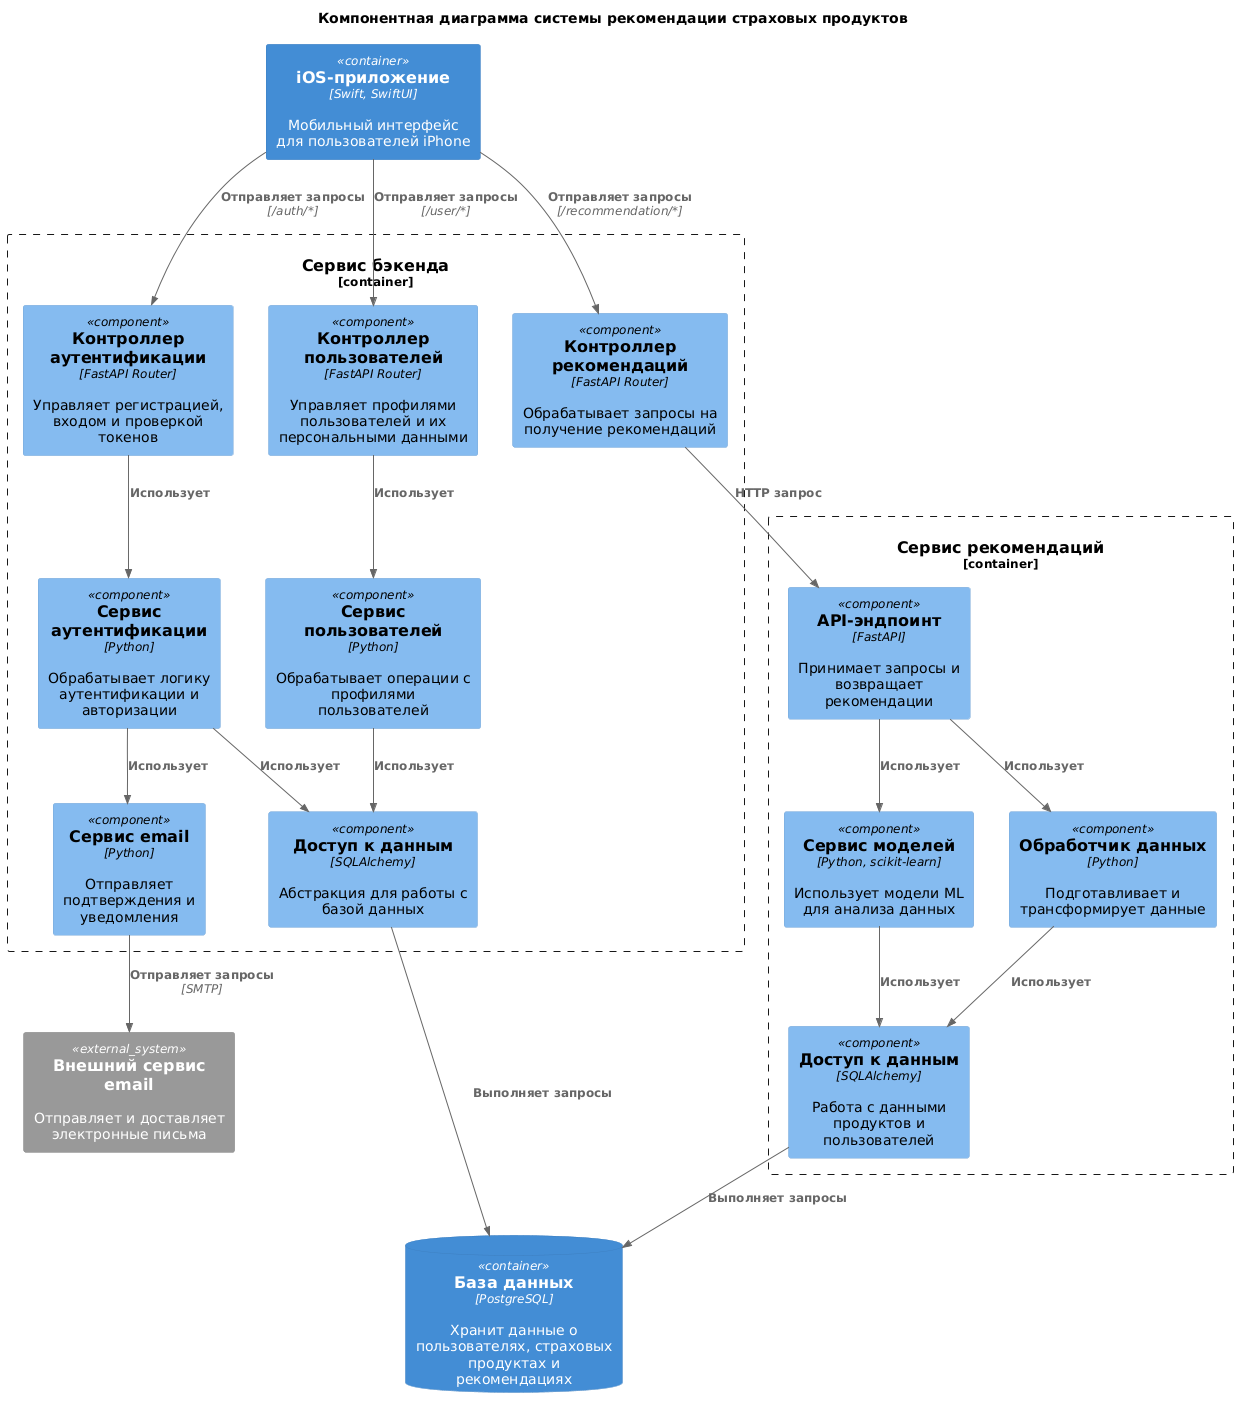 Компонентная диаграмма системы рекомендации страховых продуктов
«container»
iOS-приложение
[Swift, SwiftUI]
Мобильный интерфейс
для пользователей iPhone
Отправляет запросы
[/auth/*]
Отправляет запросы
[/user/*]
Отправляет запросы
[/recommendation/*]
Сервис бэкенда
[container]
«component»
Контроллер
аутентификации
[FastAPI Router]
Управляет регистрацией,
входом и проверкой
токенов
«component»
Контроллер
пользователей
[FastAPI Router]
Управляет профилями
пользователей и их
персональными данными
«component»
Контроллер
рекомендаций
[FastAPI Router]
Обрабатывает запросы на
получение рекомендаций
Использует
Использует
HTTP запрос
Сервис рекомендаций
[container]
«component»
Сервис
аутентификации
[Python]
Обрабатывает логику
аутентификации и
авторизации
«component»
Сервис
пользователей
[Python]
Обрабатывает операции с
профилями
пользователей
«component»
API-эндпоинт
[FastAPI]
Принимает запросы и
возвращает
рекомендации
Использует
Использует
Использует
Использует
Использует
«component»
Сервис email
[Python]
Отправляет
подтверждения и
уведомления
«component»
Доступ к данным
[SQLAlchemy]
Абстракция для работы с
базой данных
«component»
Сервис моделей
[Python, scikit-learn]
Использует модели ML
для анализа данных
«component»
Обработчик данных
[Python]
Подготавливает и
трансформирует данные
Отправляет запросы
[SMTP]
Использует
Использует
«external_system»
Внешний сервис
email
Отправляет и доставляет
электронные письма
«component»
Доступ к данным
[SQLAlchemy]
Работа с данными
продуктов и
пользователей
Выполняет запросы
Выполняет запросы
«container»
База данных
[PostgreSQL]
Хранит данные о
пользователях, страховых
продуктах и
рекомендациях